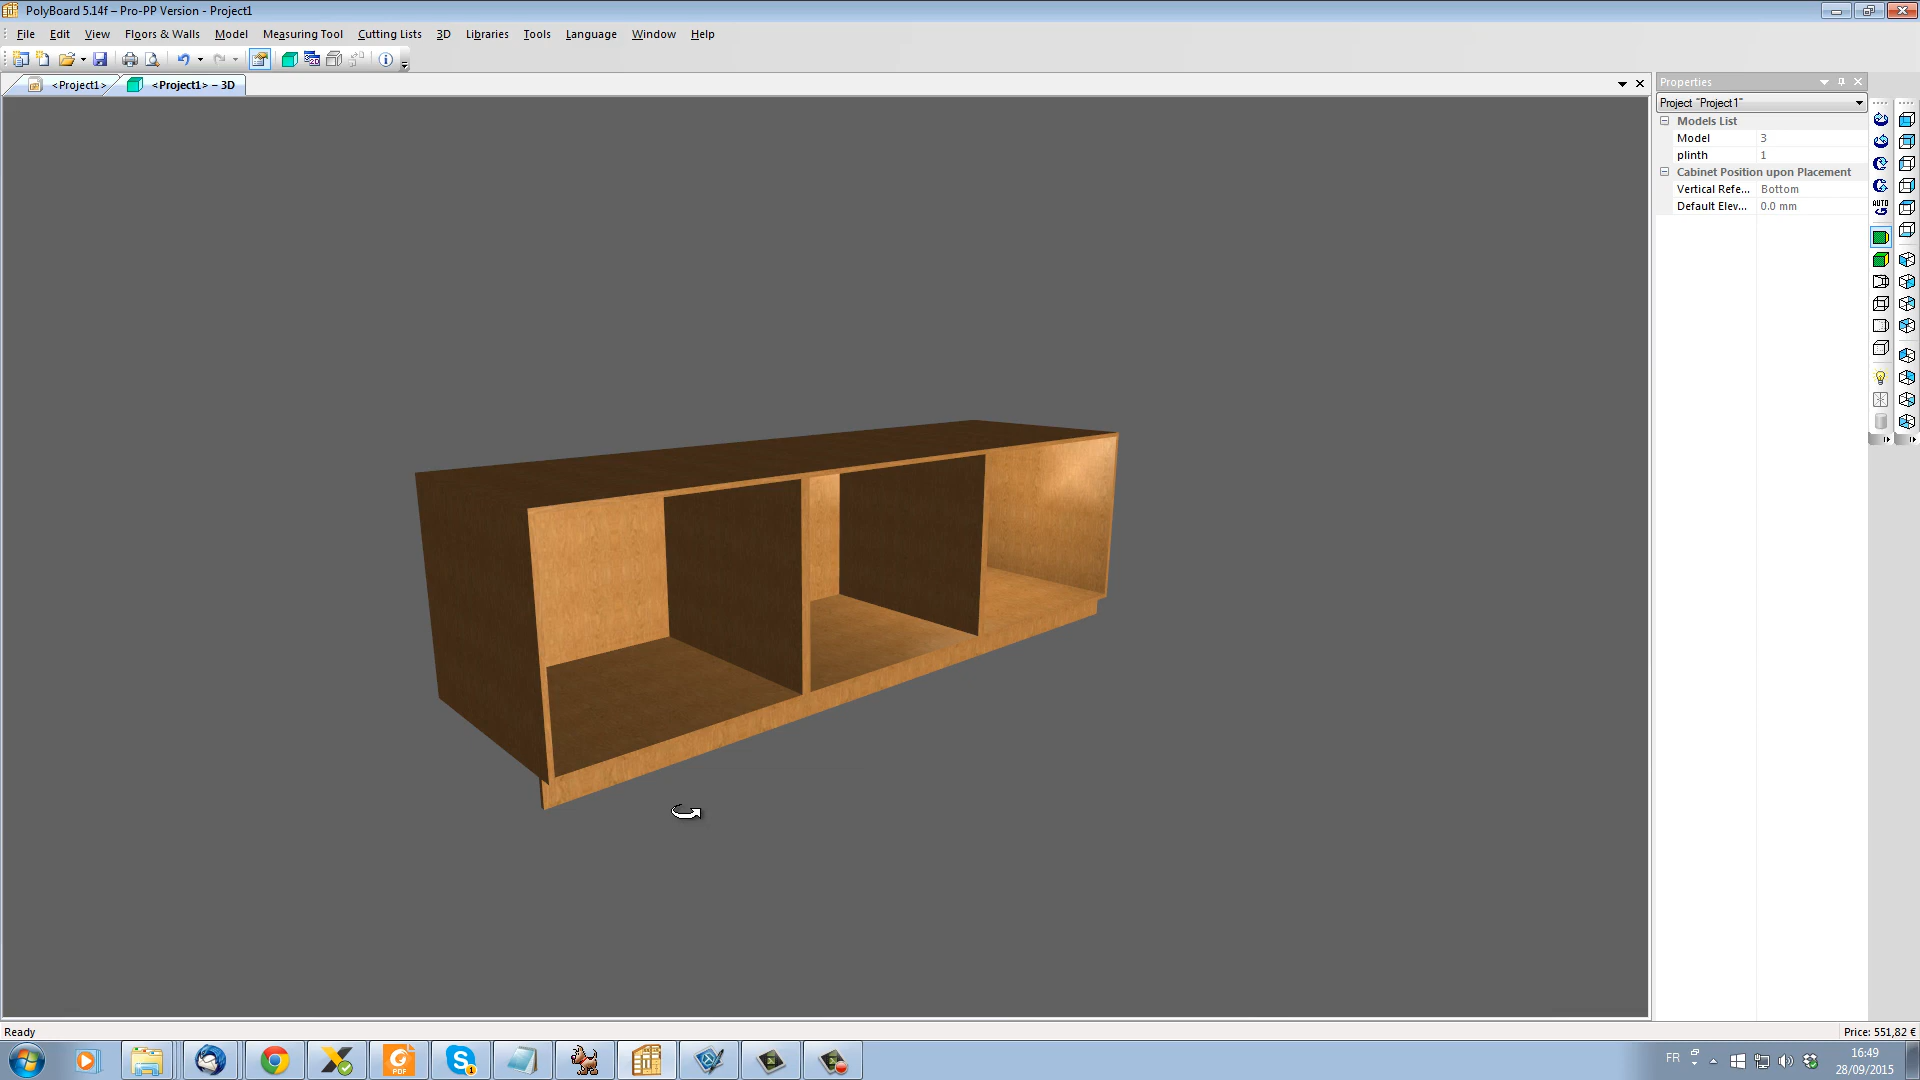 PolyBoard 5.14f – Pro-PP Version - Project1
File Edit View Floors & Walls Model Measuring Tool Cutting Lists 3D Libraries Tools Language Window Help
<Project1> <Project1> – 3D
Properties
Project "Project1"
Models List
Model 3
plinth 1
Cabinet Position upon Placement
Vertical Refe... Bottom
Default Elev... 0.0 mm
AUTO
Ready
Price: 551,82 €
PDF
1
FR
16:49
28/09/2015